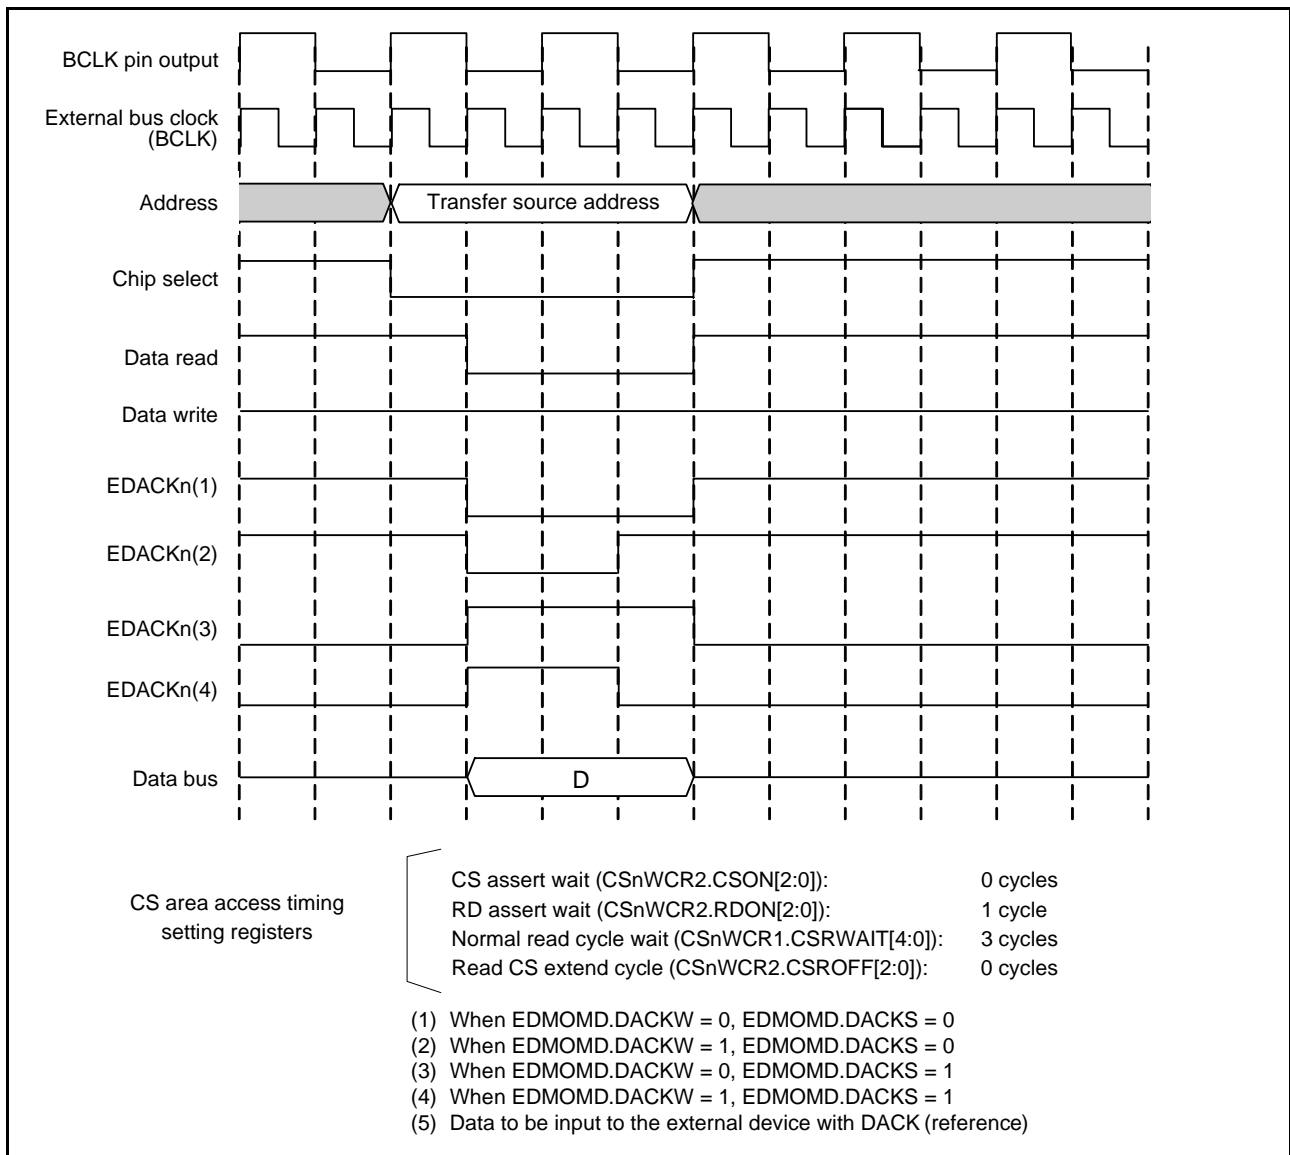 BCLK pin output
External bus clock
(BCLK)
Address
Transfer source address
Chip select
Data read
Data write
EDACKn(1)
EDACKn(2)
EDACKn(3)
EDACKn(4)
Data bus
D
CS area access timing
setting registers
CS assert wait (CSnWCR2.CSON[2:0]): 0 cycles
RD assert wait (CSnWCR2.RDON[2:0]): 1 cycle
Normal read cycle wait (CSnWCR1.CSRWAIT[4:0]): 3 cycles
Read CS extend cycle (CSnWCR2.CSROFF[2:0]): 0 cycles
(1) When EDMOMD.DACKW = 0, EDMOMD.DACKS = 0
(2) When EDMOMD.DACKW = 1, EDMOMD.DACKS = 0
(3) When EDMOMD.DACKW = 0, EDMOMD.DACKS = 1
(4) When EDMOMD.DACKW = 1, EDMOMD.DACKS = 1
(5) Data to be input to the external device with DACK (reference)